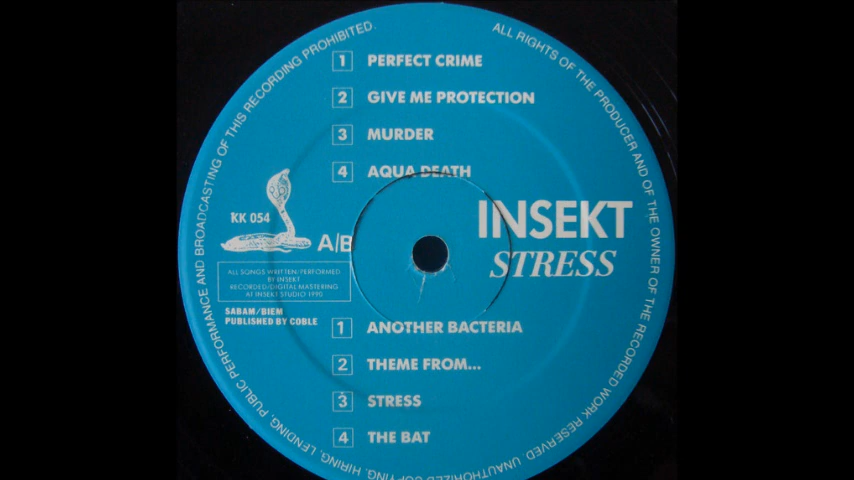 1 PERFECT CRIME
2 GIVE ME PROTECTION
3 MURDER
4 AQUA DEATH
KK 054
A/B
INSEKT
STRESS
ALL SONGS WRITTEN/PERFORMED
BY INSEKT
RECORDED/DIGITAL MASTERING
AT INSEKT STUDIO 1990
SABAM/BIEM
PUBLISHED BY COBLE
1 ANOTHER BACTERIA
2 THEME FROM...
3 STRESS
4 THE BAT
ALL RIGHTS OF THE PRODUCER AND OF THE OWNER OF THE RECORDED WORK RESERVED. UNAUTHORIZED COPYING, HIRING, LENDING, PUBLIC PERFORMANCE AND BROADCASTING OF THIS RECORDING PROHIBITED.